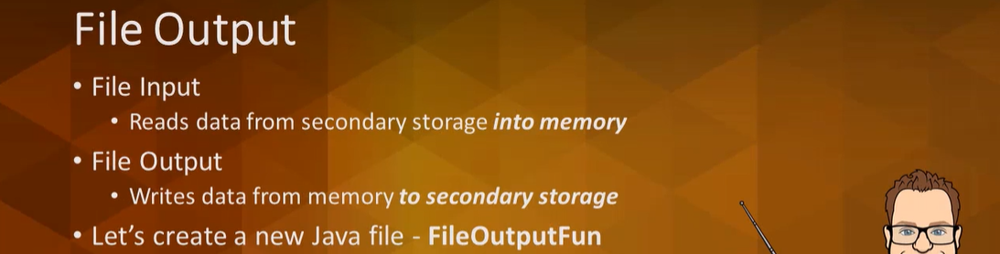 File Output
• File Input
• Reads data from secondary storage into memory
• File Output
• Writes data from memory to secondary storage
• Let’s create a new Java file - FileOutputFun